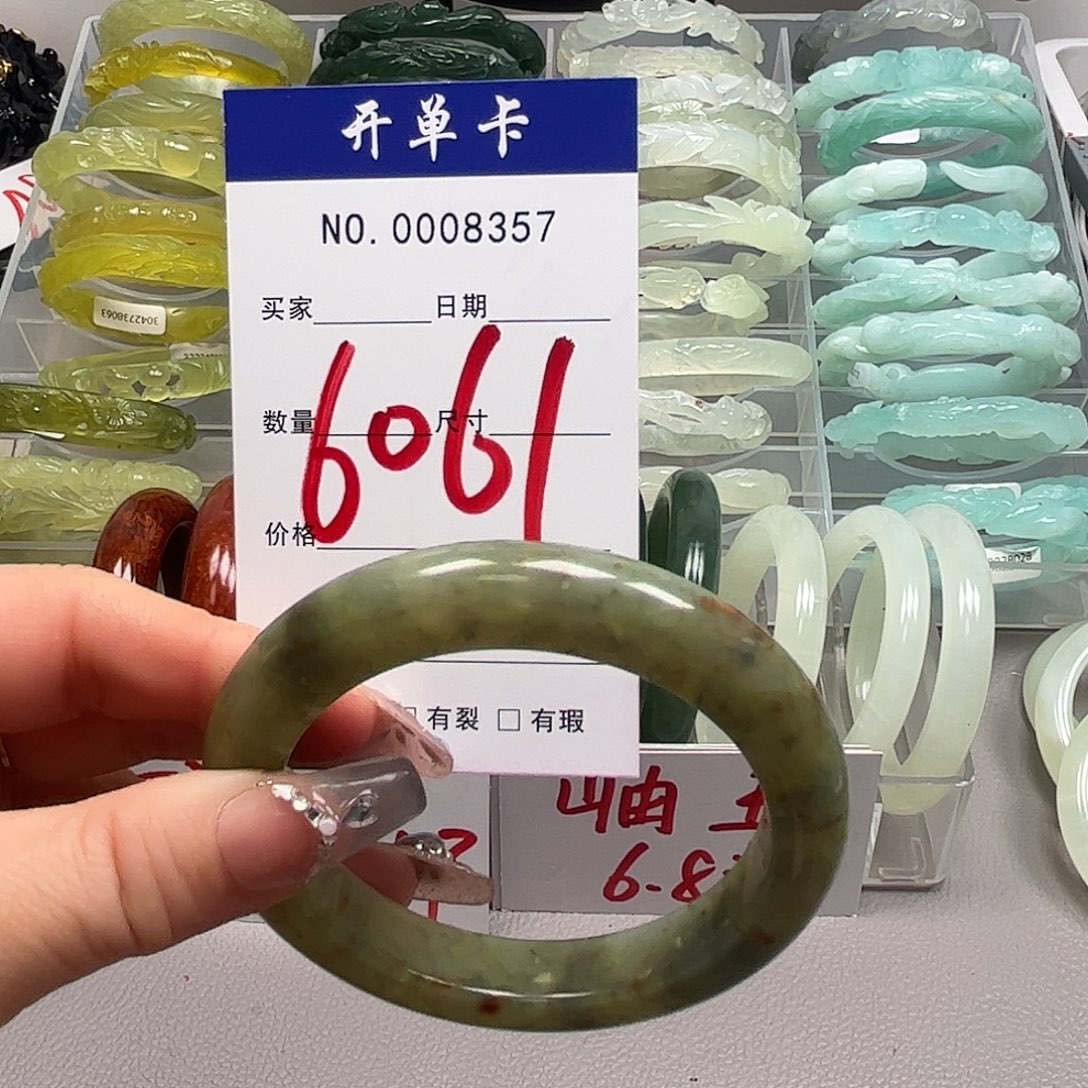 开单卡
NO. 0008357
买家 日期
6061
数量 尺寸
价格
有裂 □ 有瑕
3042738063
岫
6-8